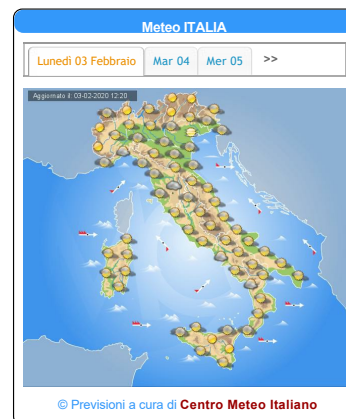 Meteo ITALIA
Lunedì 03 Febbraio Mar 04 Mer 05 >>
Aggiornato il: 03-02-2020 12:20
© Previsioni a cura di Centro Meteo Italiano